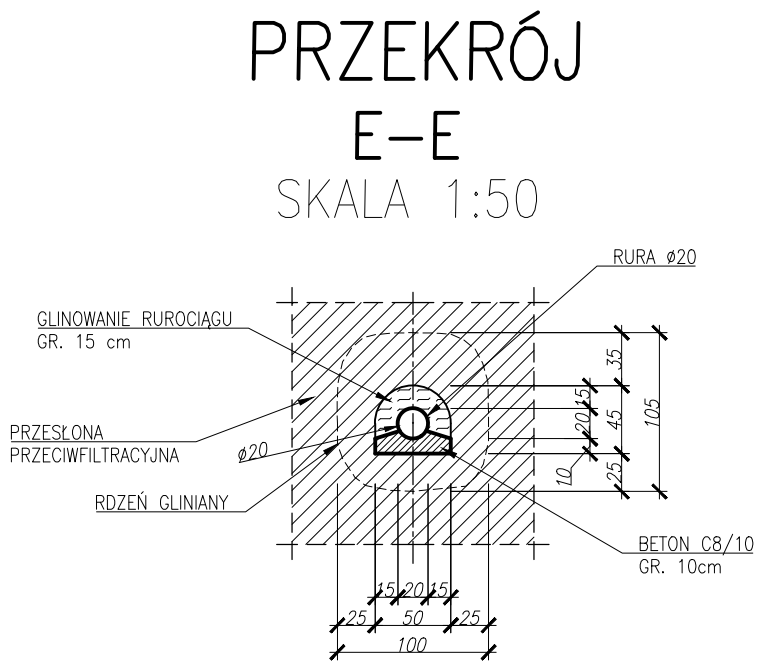 PRZEKRÓJ
E-E
SKALA 1:50
RURA ø20
GLINOWANIE RUROCIĄGU
GR. 15 cm
PRZESŁONA
PRZECIWFILTRACYJNA
ø20
RDZEŃ GLINIANY
35
15
20
45
105
10
25
BETON C8/10
GR. 10cm
15 20 15
25 50 25
100